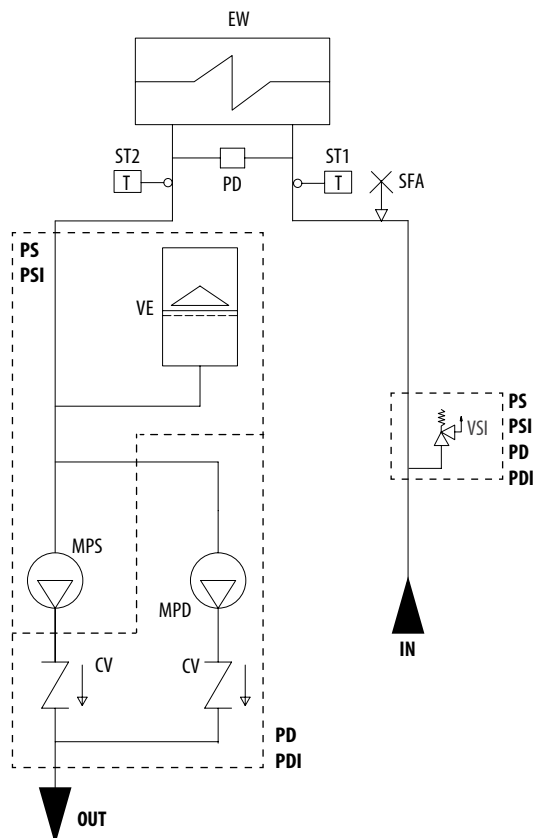 EW
ST2
T
PD
ST1
T
SFA
PS
PSI
VE
PS
PSI
VSI
PD
PDI
MPS
MPD
IN
CV
CV
PD
PDI
OUT